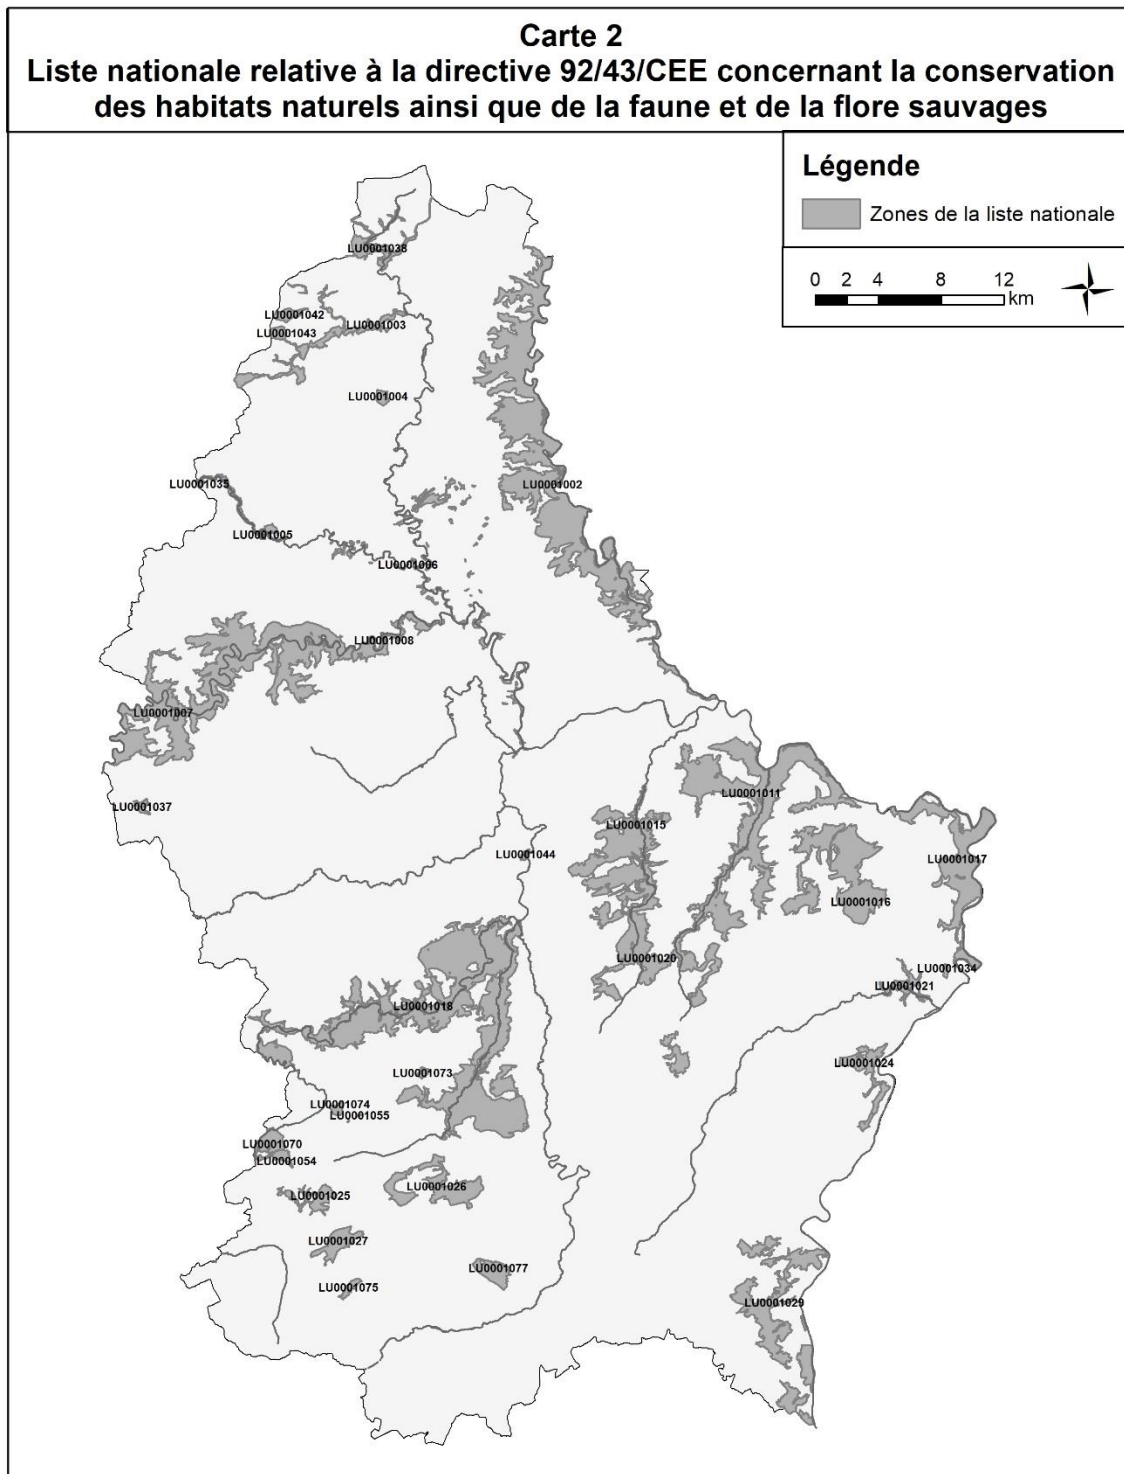 Carte 2
Liste nationale relative à la directive 92/43/CEE concernant la conservation
des habitats naturels ainsi que de la faune et de la flore sauvages
Légende
Zones de la liste nationale
0 2 4 8 12
km
LU0001038
LU0001042
LU0001003
LU0001043
LU0001004
LU0001035
LU0001002
LU0001005
LU0001006
LU0001008
LU0001007
LU0001011
LU0001037
LU0001015
LU0001044
LU0001017
LU0001016
LU0001020
LU0001034
LU0001021
LU0001018
LU0001024
LU0001073
LU0001074
LU0001055
LU0001070
LU0001054
LU0001026
LU0001025
LU0001027
LU0001077
LU0001075
LU0001029